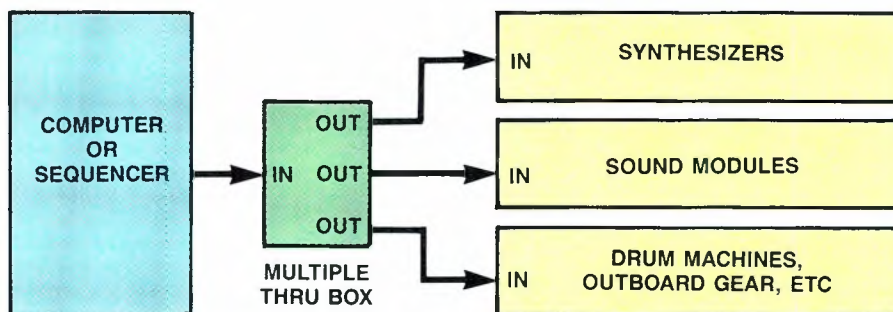 COMPUTER
OR
SEQUENCER
IN
OUT
OUT
OUT
MULTIPLE
THRU BOX
IN
SYNTHESIZERS
IN
SOUND MODULES
IN
DRUM MACHINES,
OUTBOARD GEAR, ETC